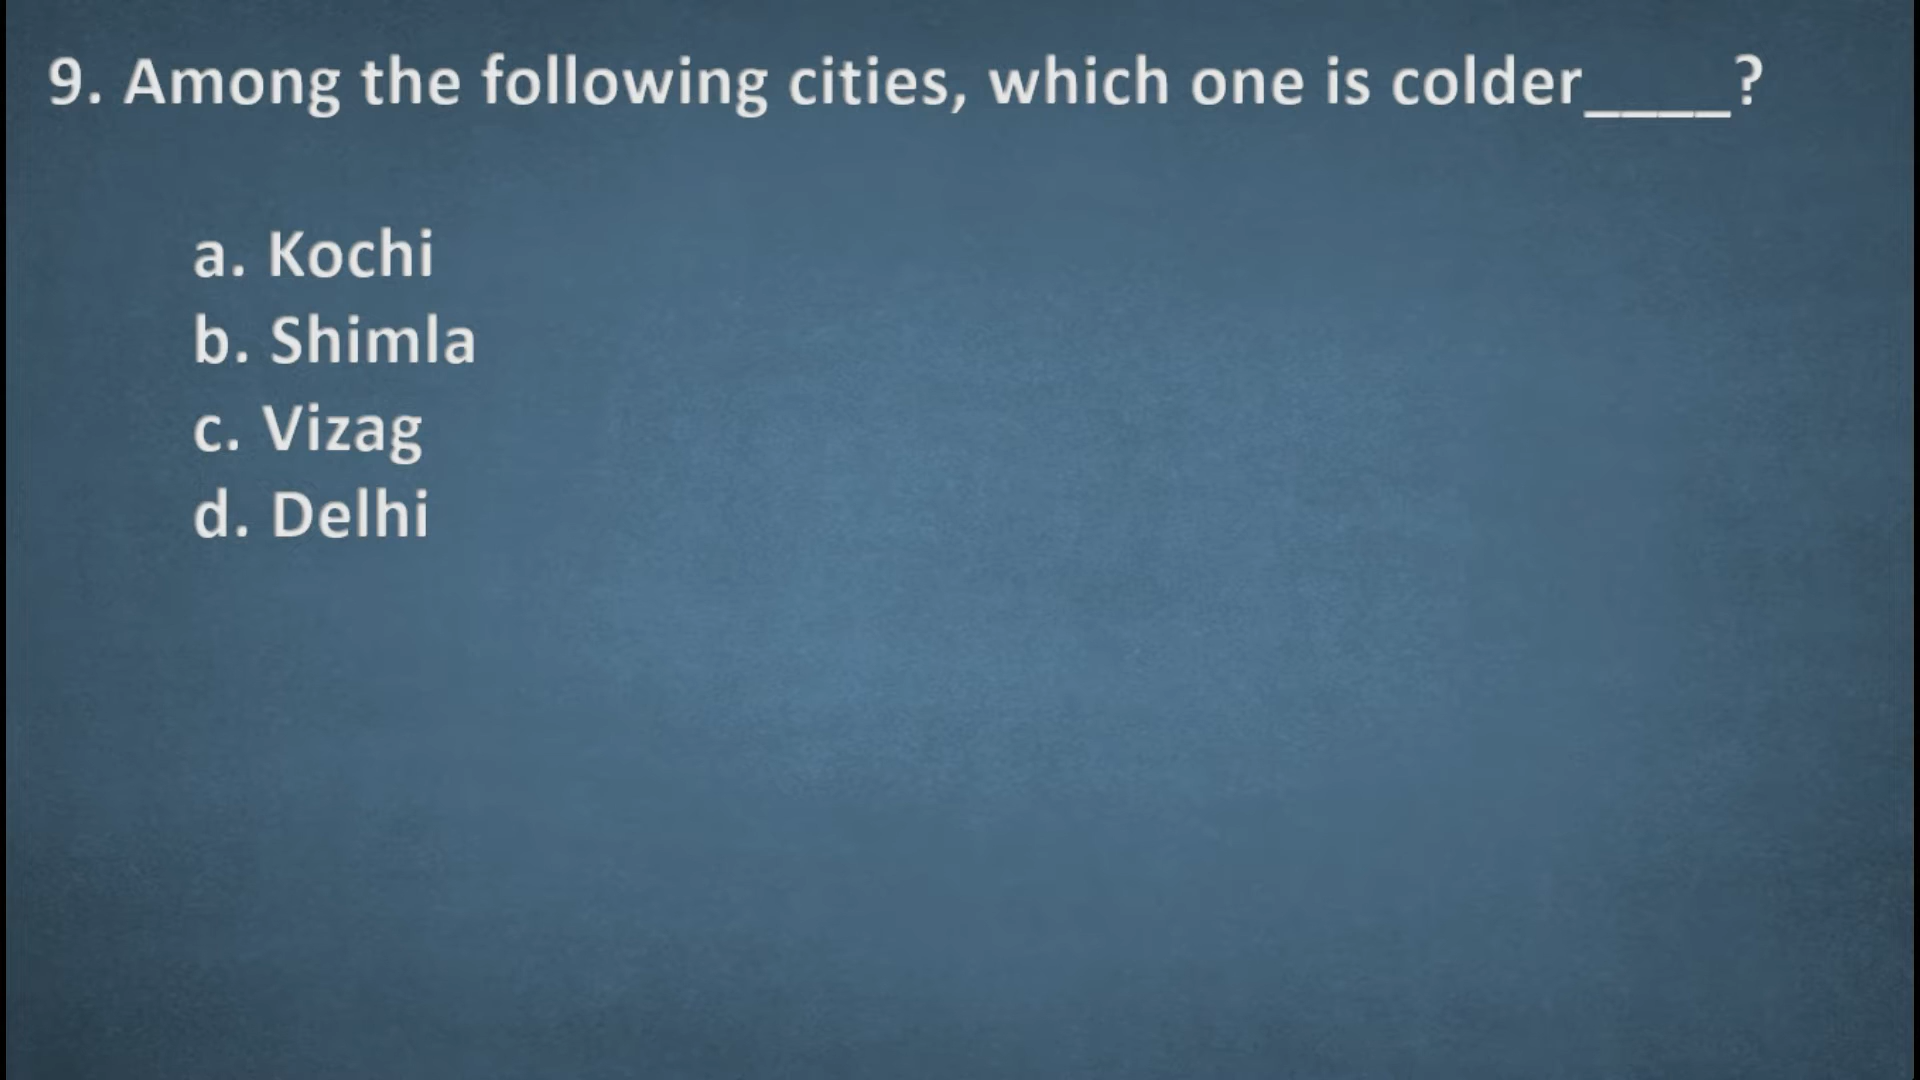 9. Among the following cities, which one is colder____?
a. Kochi
b. Shimla
c. Vizag
d. Delhi